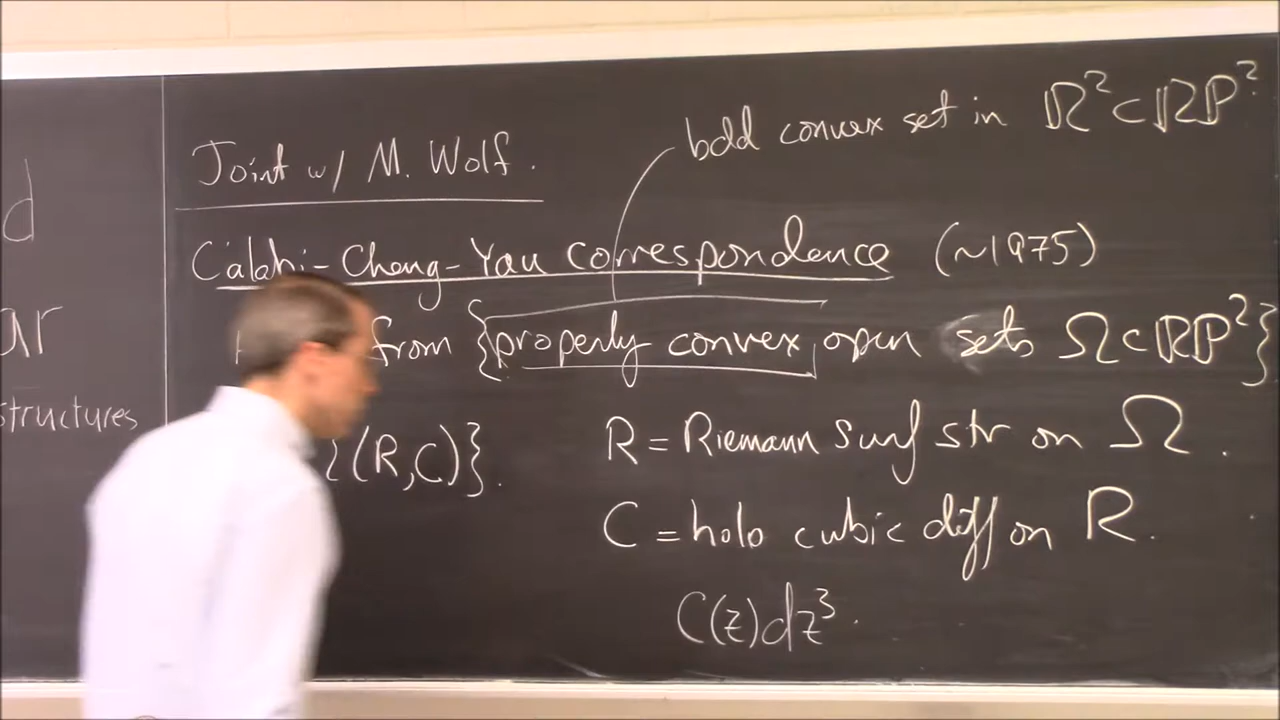 d
ar
structures
bdd convex set in ℝ² ⊂ ℝℙ²
Joint w/ M. Wolf.
Calabi-Cheng-Yau correspondence (~1975)
from {properly convex open sets Ω ⊂ ℝℙ²}
R = Riemann surf str on Ω.
{(R,C)}.
C = holo cubic diff on R.
C(z)dz³.